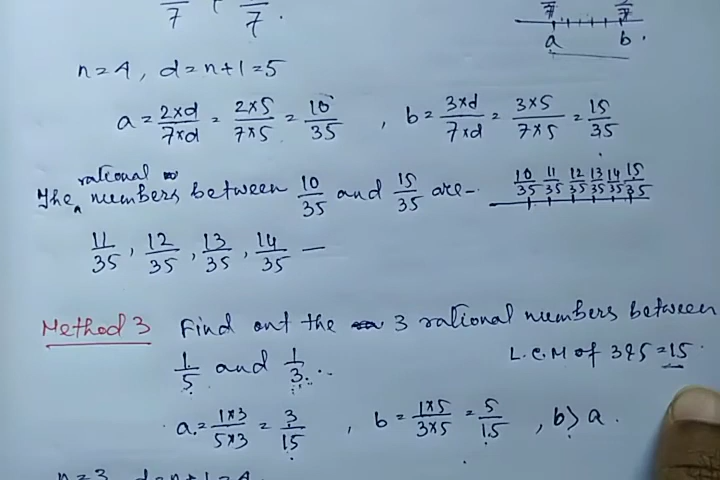 7 7.
n=4, d=n+1=5
a b.
a = 2×d/7×d = 2×5/7×5 = 10/35 , b = 3×d/7×d = 3×5/7×5 = 15/35
rational
The numbers between 10/35 and 15/35 are- 10/35 11/35 12/35 13/35 14/35 15/35
11/35, 12/35, 13/35, 14/35 —
Method 3 Find out the 3 rational numbers between
1/5 and 1/3. L.C.M of 3&5=15.
a = 1×3/5×3 = 3/15 , b = 1×5/3×5 = 5/15 , b>a.
n=3, d=n+1=4